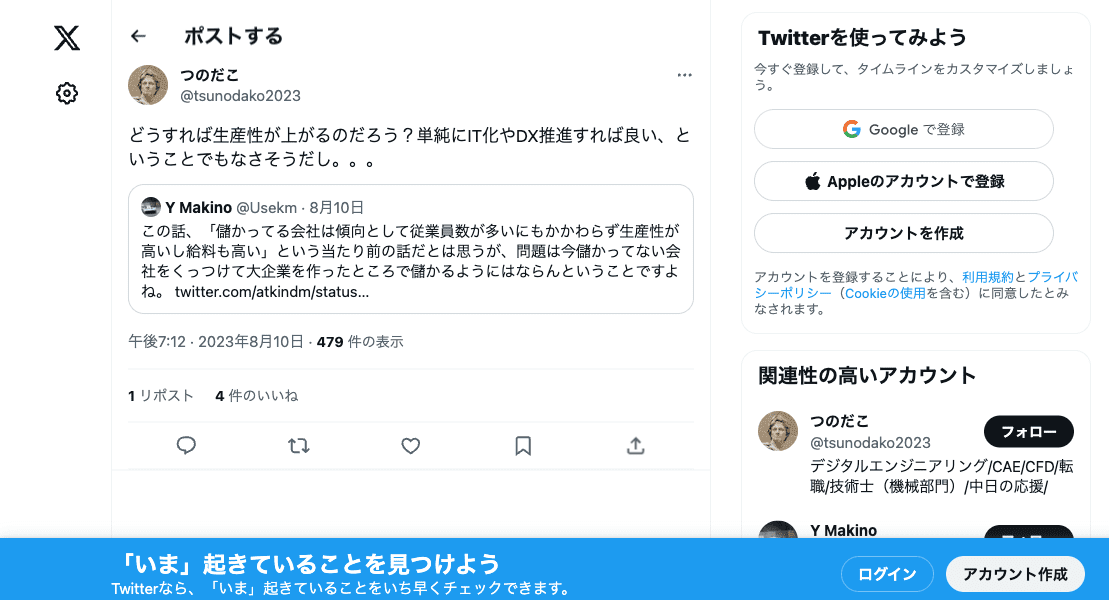 ポストする
つのだこ
@tsunodako2023
どうすれば生産性が上がるのだろう？単純にIT化やDX推進すれば良い、と
いうことでもなさそうだし。。。
Y Makino @Usekm · 8月10日
この話、「儲かってる会社は傾向として従業員数が多いにもかかわらず生産性が
高いし給料も高い」という当たり前の話だとは思うが、問題は今儲かってない会
社をくっつけて大企業を作ったところで儲かるようにはならんということですよ
ね。 twitter.com/atkindm/status…
午後7:12 · 2023年8月10日 · 479 件の表示
1 リポスト 4 件のいいね
Twitterを使ってみよう
今すぐ登録して、タイムラインをカスタマイズしましょ
う。
Google で登録
Appleのアカウントで登録
アカウントを作成
アカウントを登録することにより、利用規約とプライバ
シーポリシー（Cookieの使用を含む）に同意したとみ
なされます。
関連性の高いアカウント
つのだこ
@tsunodako2023
フォロー
デジタルエンジニアリング/CAE/CFD/転
職/技術士（機械部門）/中日の応援/
Y Makino
「いま」起きていることを見つけよう
Twitterなら、「いま」起きていることをいち早くチェックできます。
ログイン
アカウント作成